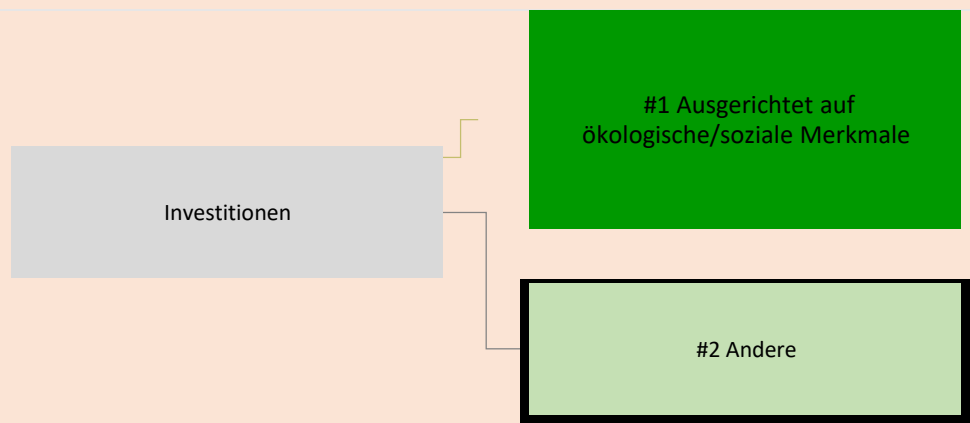 #1 Ausgerichtet auf
ökologische/soziale Merkmale
Investitionen
#2 Andere